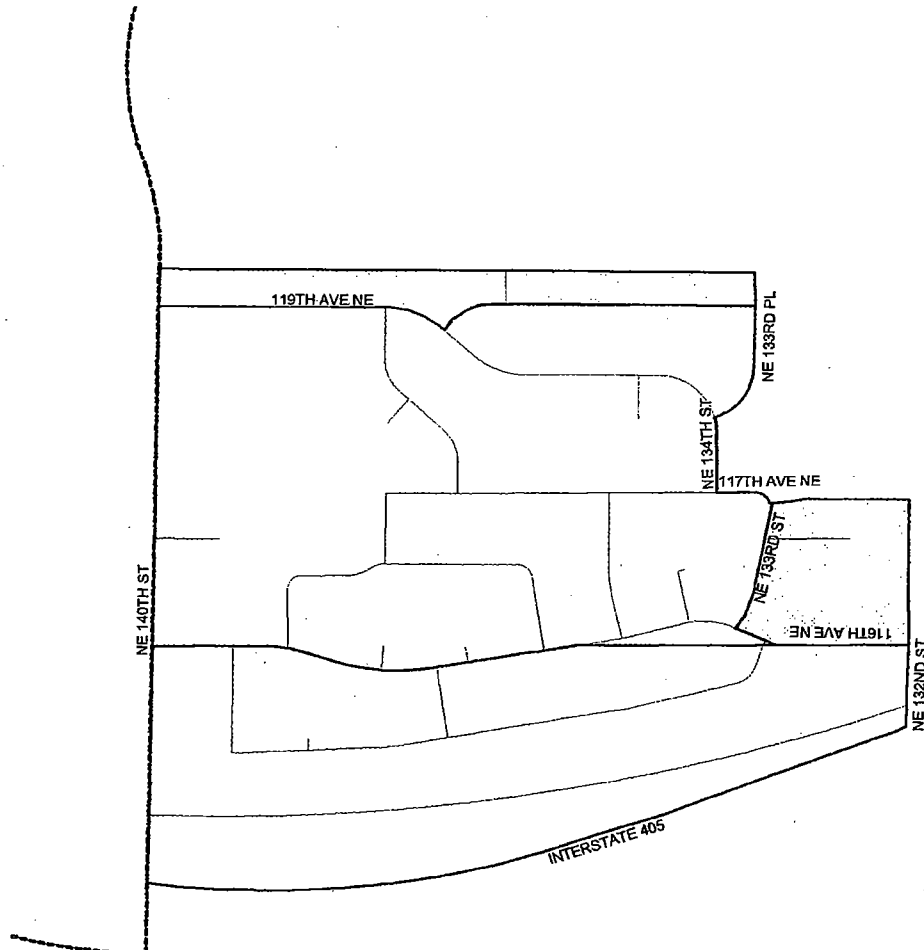 119TH AVE NE
NE 133RD PL
NE 134TH ST
117TH AVE NE
NE 133RD ST
NE 140TH ST
116TH AVE NE
NE 132ND ST
INTERSTATE 405